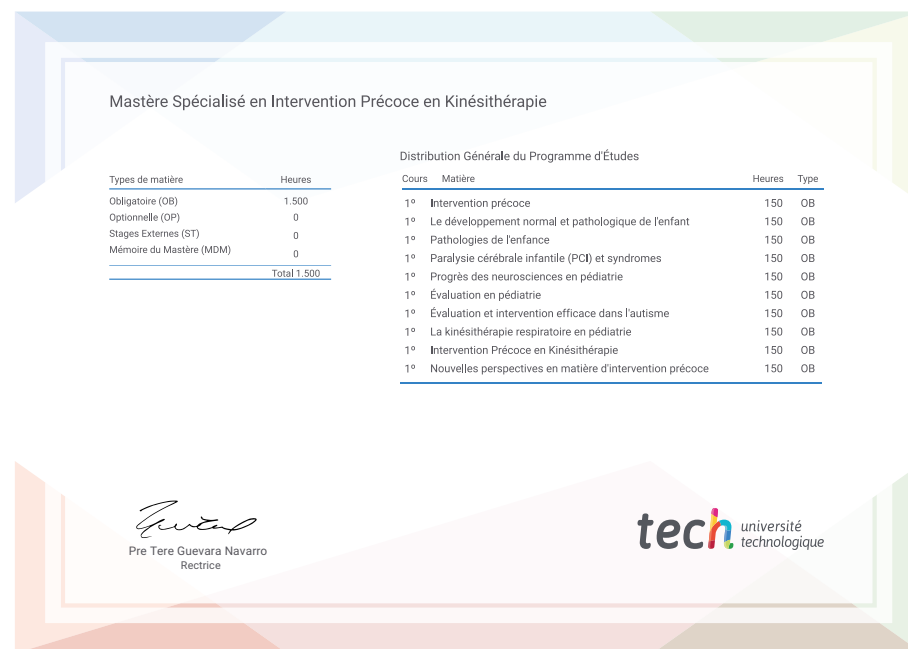 Mastère Spécialisé en Intervention Précoce en Kinésithérapie
Types de matière Heures
Obligatoire (OB) 1.500
Optionnelle (OP) 0
Stages Externes (ST) 0
Mémoire du Mastère (MDM) 0
Total 1.500
Distribution Générale du Programme d'Études
Cours Matière Heures Type
1º Intervention précoce 150 OB
1º Le développement normal et pathologique de l'enfant 150 OB
1º Pathologies de l'enfance 150 OB
1º Paralysie cérébrale infantile (PCI) et syndromes 150 OB
1º Progrès des neurosciences en pédiatrie 150 OB
1º Évaluation en pédiatrie 150 OB
1º Évaluation et intervention efficace dans l'autisme 150 OB
1º La kinésithérapie respiratoire en pédiatrie 150 OB
1º Intervention Précoce en Kinésithérapie 150 OB
1º Nouvelles perspectives en matière d'intervention précoce 150 OB
Pre Tere Guevara Navarro
Rectrice
tech université
technologique